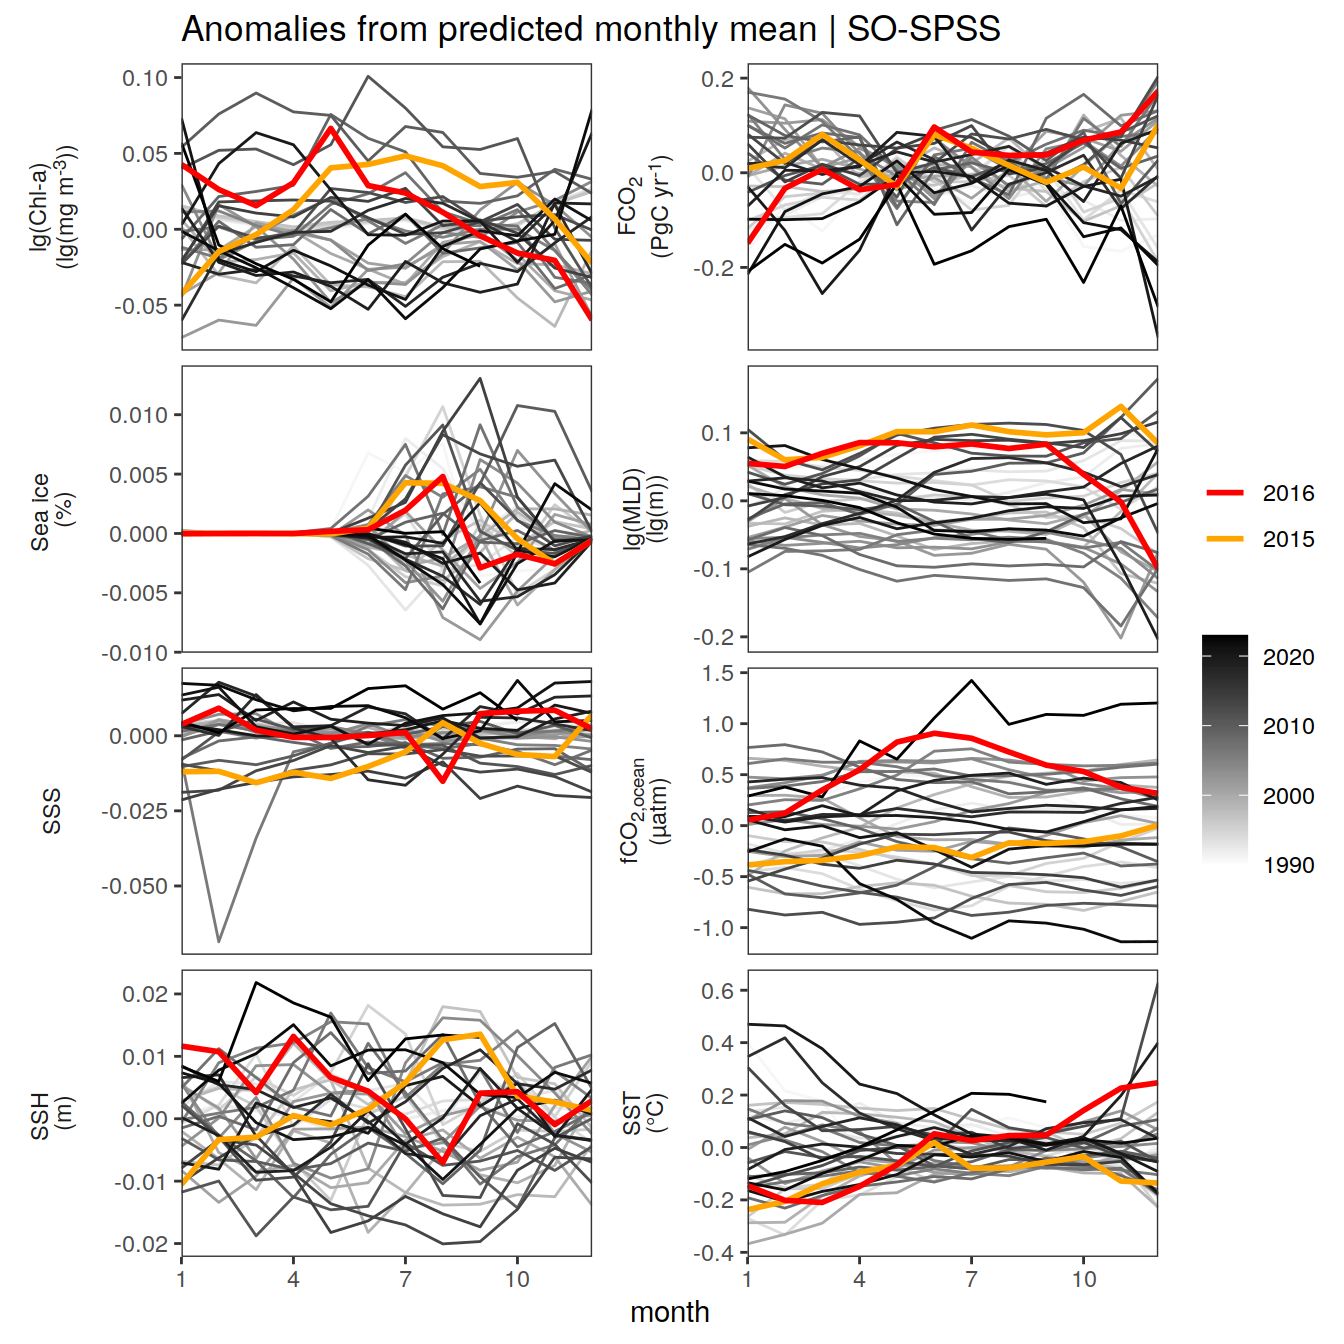 Anomalies from predicted monthly mean | SO-SPSS
lg(Chl-a)
(lg(mg m⁻³))
0.10
0.05
0.00
-0.05
FCO₂
(PgC yr⁻¹)
0.2
0.0
-0.2
Sea ice
(%)
0.010
0.005
0.000
-0.005
-0.010
lg(MLD)
(lg(m))
0.1
0.0
-0.1
-0.2
SSS
0.000
-0.025
-0.050
fCO₂,ocean
(µatm)
1.5
1.0
0.5
0.0
-0.5
-1.0
SSH
(m)
0.02
0.01
0.00
-0.01
-0.02
SST
(°C)
0.6
0.4
0.2
0.0
-0.2
-0.4
1 4 7 10
1 4 7 10
month
2016
2015
2020
2010
2000
1990